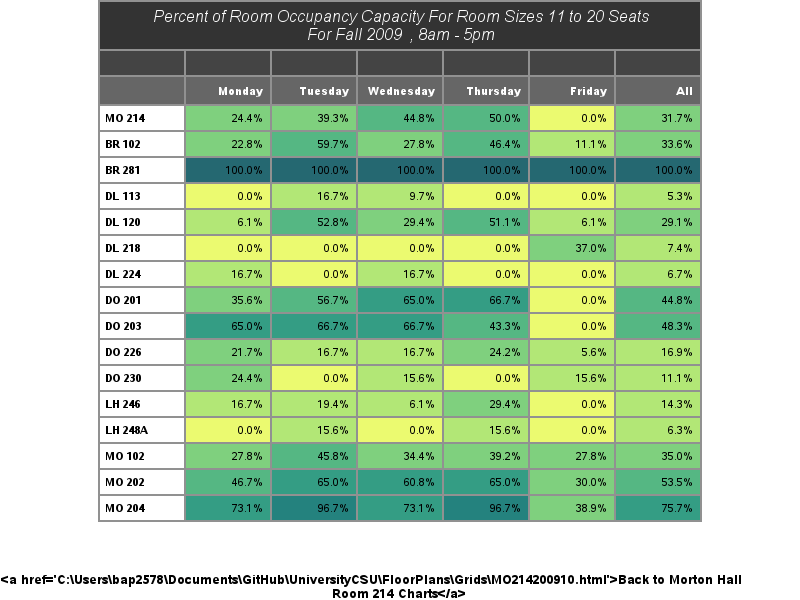 Percent of Room Occupancy Capacity For Room Sizes 11 to 20 Seats
For Fall 2009 , 8am - 5pm
Monday Tuesday Wednesday Thursday Friday All
MO 214 24.4% 39.3% 44.8% 50.0% 0.0% 31.7%
BR 102 22.8% 59.7% 27.8% 46.4% 11.1% 33.6%
BR 281 100.0% 100.0% 100.0% 100.0% 100.0% 100.0%
DL 113 0.0% 16.7% 9.7% 0.0% 0.0% 5.3%
DL 120 6.1% 52.8% 29.4% 51.1% 6.1% 29.1%
DL 218 0.0% 0.0% 0.0% 0.0% 37.0% 7.4%
DL 224 16.7% 0.0% 16.7% 0.0% 0.0% 6.7%
DO 201 35.6% 56.7% 65.0% 66.7% 0.0% 44.8%
DO 203 65.0% 66.7% 66.7% 43.3% 0.0% 48.3%
DO 226 21.7% 16.7% 16.7% 24.2% 5.6% 16.9%
DO 230 24.4% 0.0% 15.6% 0.0% 15.6% 11.1%
LH 246 16.7% 19.4% 6.1% 29.4% 0.0% 14.3%
LH 248A 0.0% 15.6% 0.0% 15.6% 0.0% 6.3%
MO 102 27.8% 45.8% 34.4% 39.2% 27.8% 35.0%
MO 202 46.7% 65.0% 60.8% 65.0% 30.0% 53.5%
MO 204 73.1% 96.7% 73.1% 96.7% 38.9% 75.7%
<a href='C:\Users\bap2578\Documents\GitHub\UniversityCSU\FloorPlans\Grids\MO214200910.html'>Back to Morton Hall
Room 214 Charts</a>